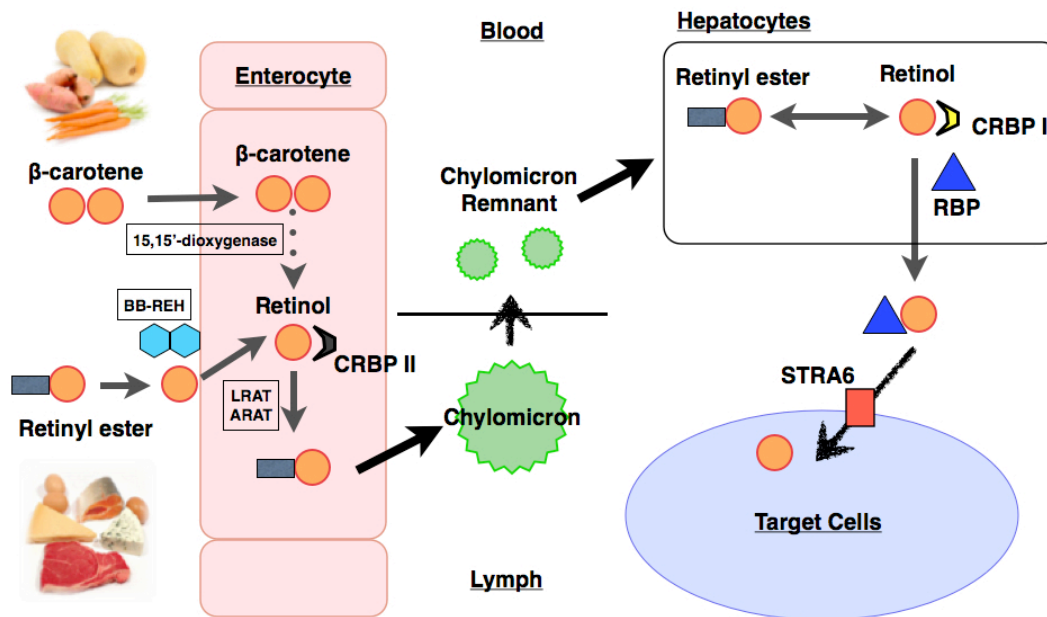 Blood
Hepatocytes
Enterocyte
Retinyl ester
Retinol
CRBP I
β-carotene
β-carotene
Chylomicron
Remnant
RBP
15,15’-dioxygenase
BB-REH
Retinol
CRBP II
STRA6
LRAT
ARAT
Chylomicron
Retinyl ester
Target Cells
Lymph